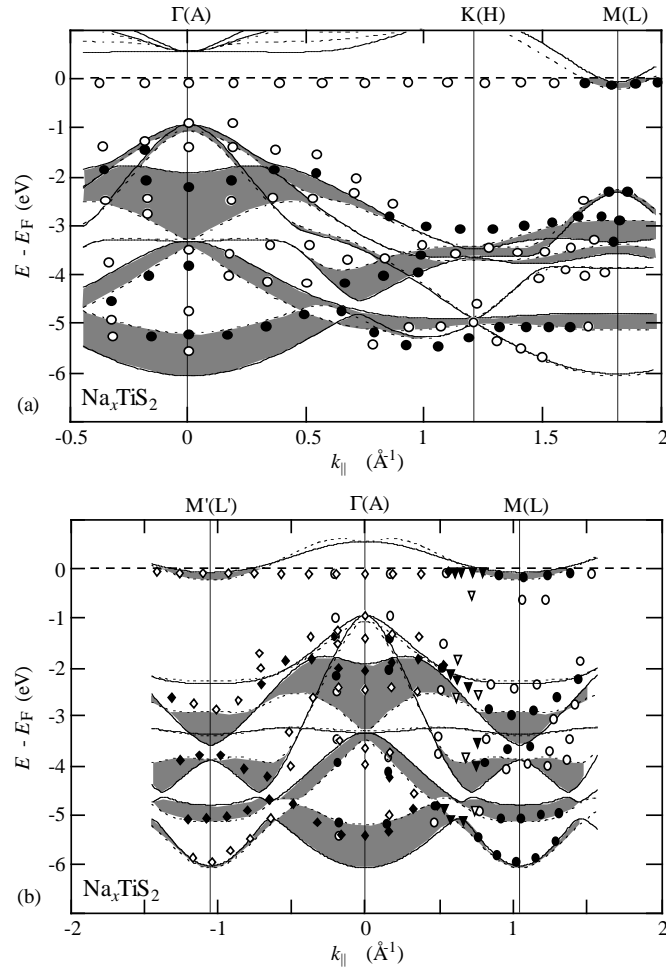 Γ(A) K(H) M(L)
0
-1
-2
-3
-4
-5
-6
E - E_F (eV)
(a)
Na_xTiS_2
-0.5 0 0.5 1 1.5 2
k_∥ (Å⁻¹)
M'(L') Γ(A) M(L)
0
-1
-2
-3
-4
-5
-6
E - E_F (eV)
(b)
Na_xTiS_2
-2 -1 0 1 2
k_∥ (Å⁻¹)